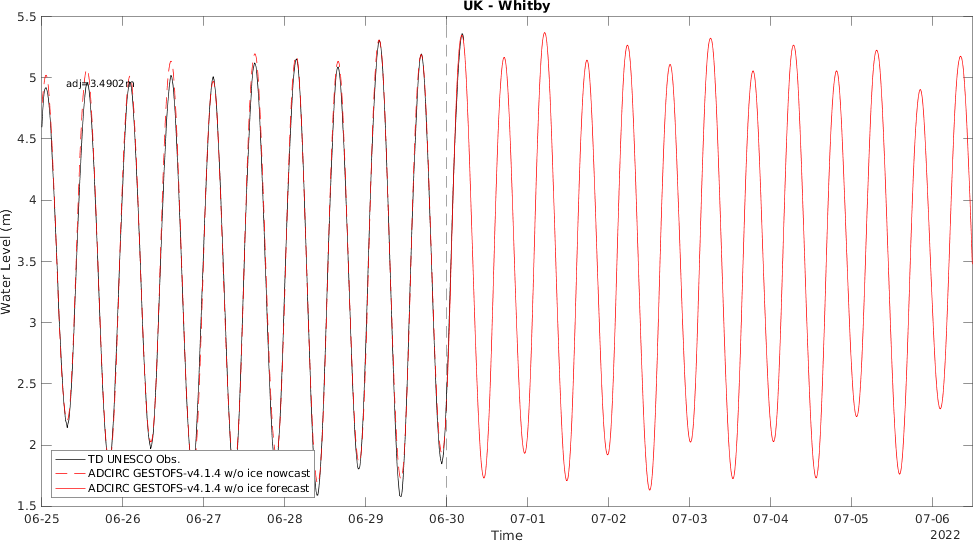 UK - Whitby
5.5
5
4.5
4
3.5
3
2.5
2
1.5
Water Level (m)
adj=3.4902m
TD UNESCO Obs.
ADCIRC GESTOFS-v4.1.4 w/o ice nowcast
ADCIRC GESTOFS-v4.1.4 w/o ice forecast
06-25 06-26 06-27 06-28 06-29 06-30 07-01 07-02 07-03 07-04 07-05 07-06
Time
2022